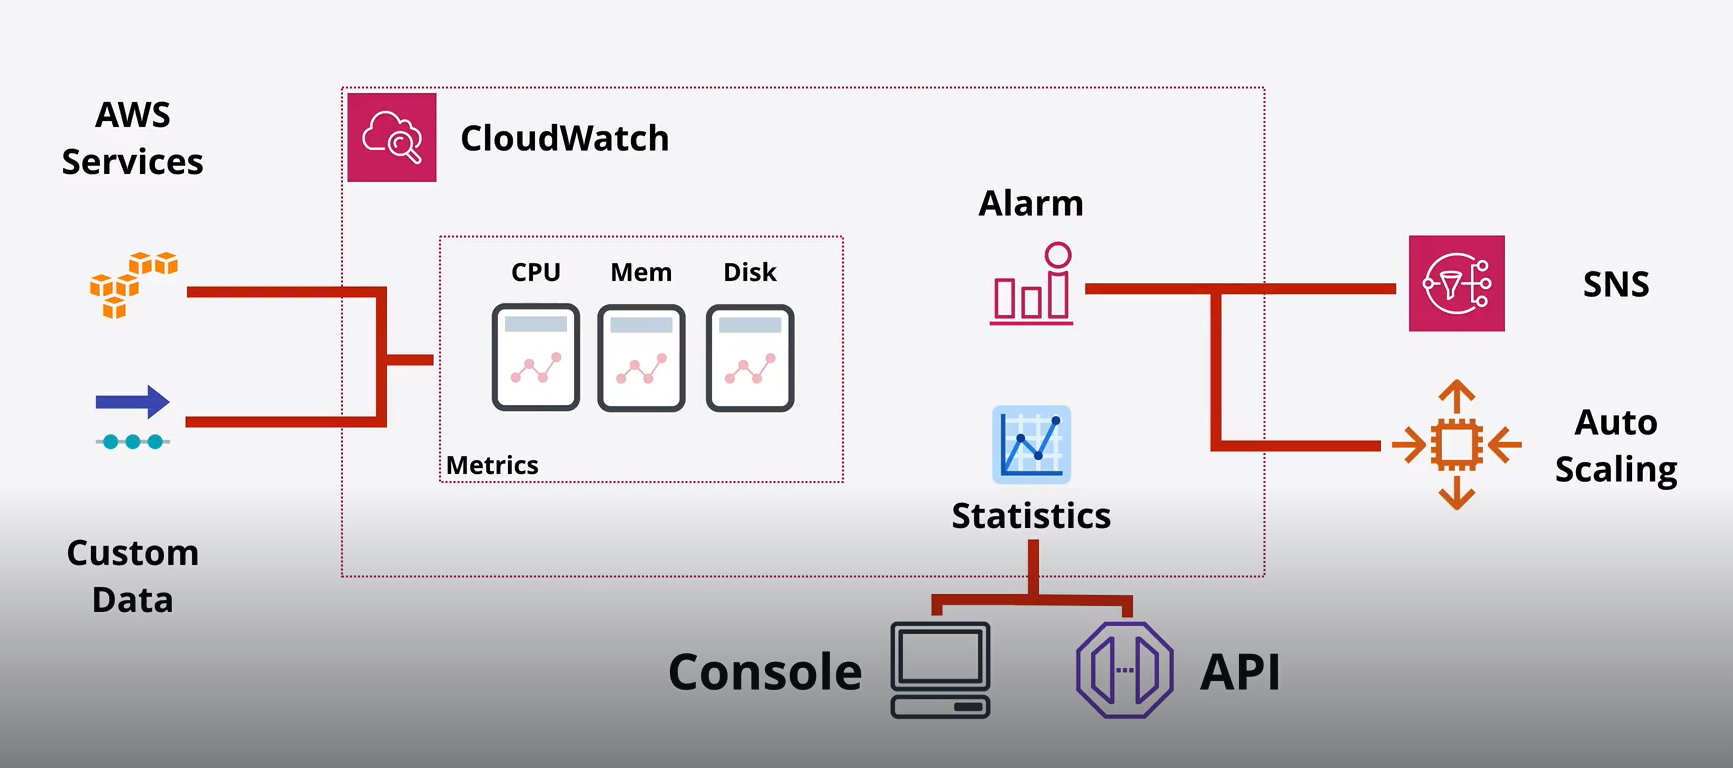 AWS
Services
CloudWatch
Alarm
CPU
Mem
Disk
SNS
Auto
Scaling
Metrics
Statistics
Custom
Data
Console
API